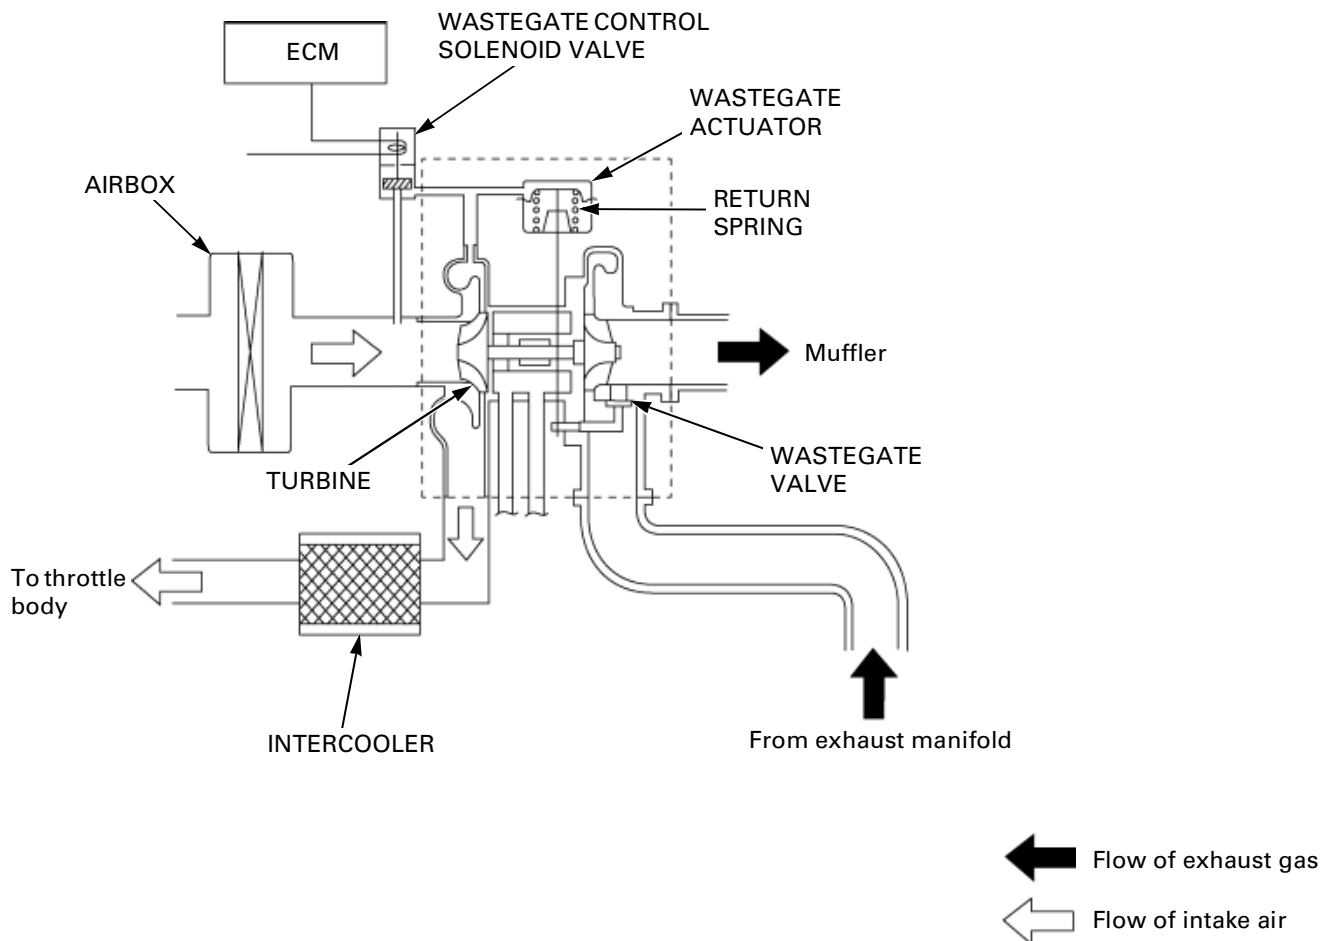 WASTEGATE CONTROL
SOLENOID VALVE
ECM
WASTEGATE
ACTUATOR
AIRBOX
RETURN
SPRING
Muffler
TURBINE
WASTEGATE
VALVE
To throttle
body
INTERCOOLER
From exhaust manifold
Flow of exhaust gas
Flow of intake air